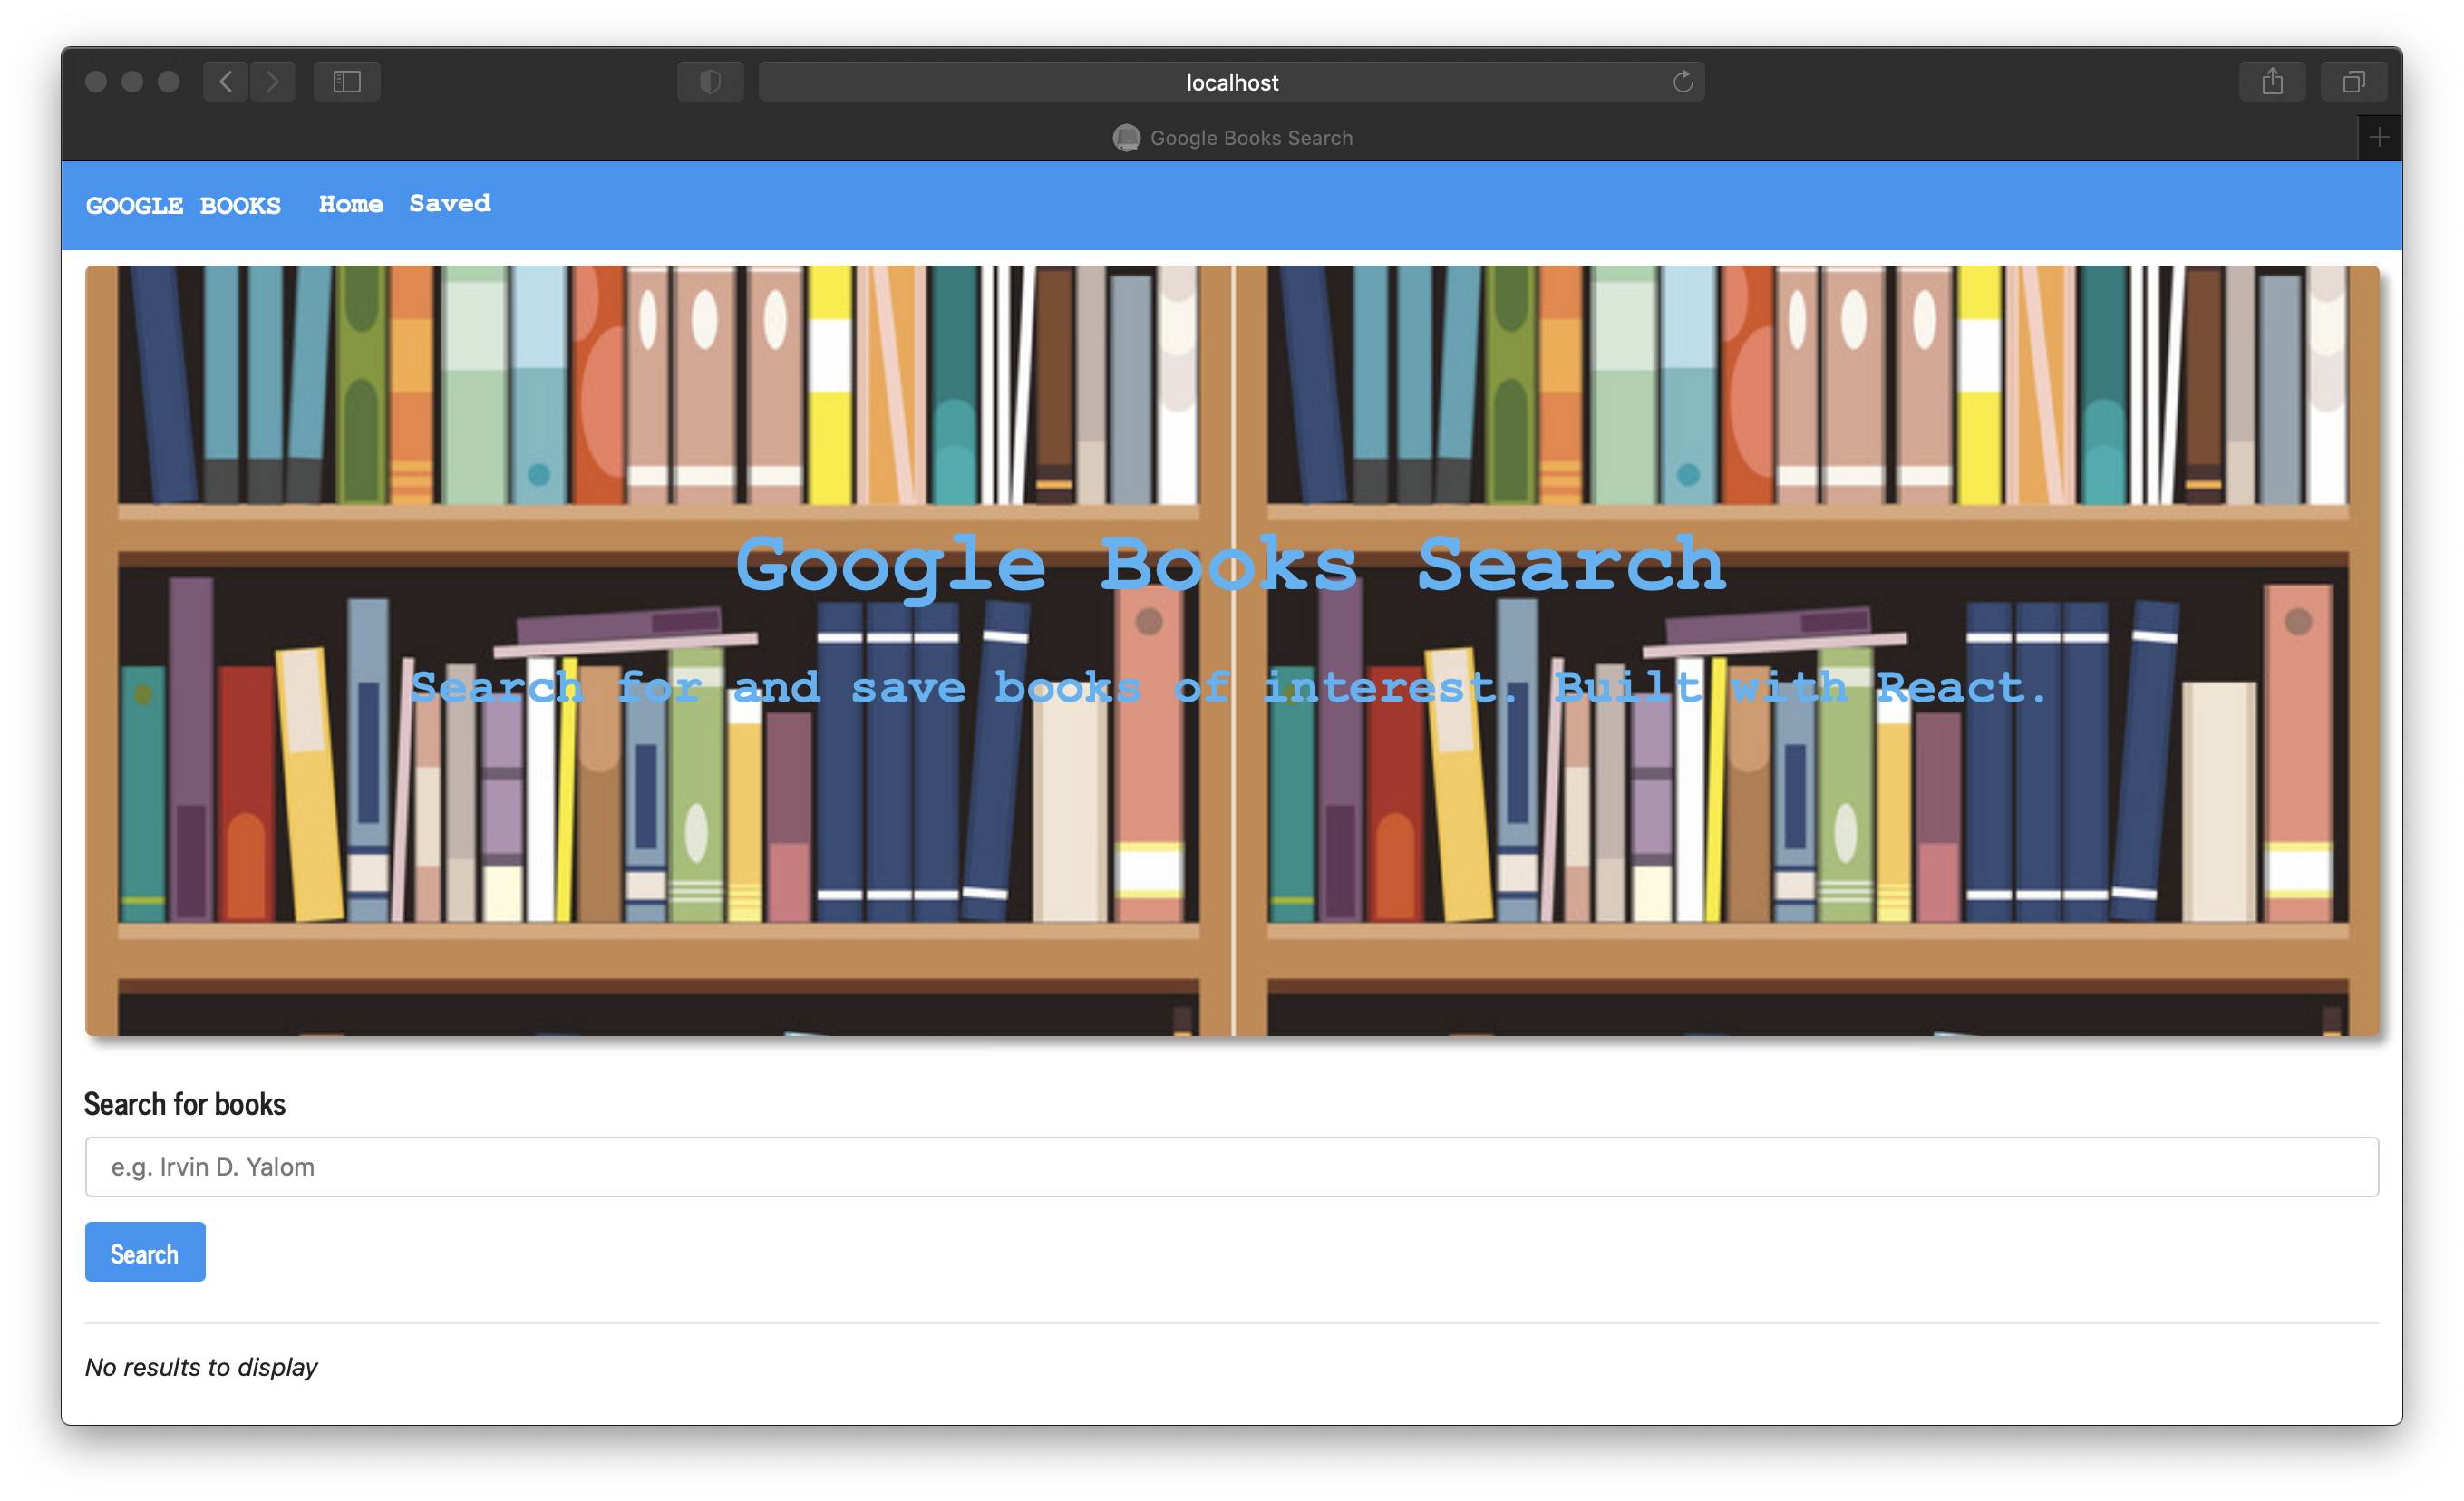 localhost
Google Books Search
GOOGLE BOOKS Home Saved
Google Books Search
Search for and save books of interest. Built with React.
Search for books
e.g. Irvin D. Yalom
Search
No results to display